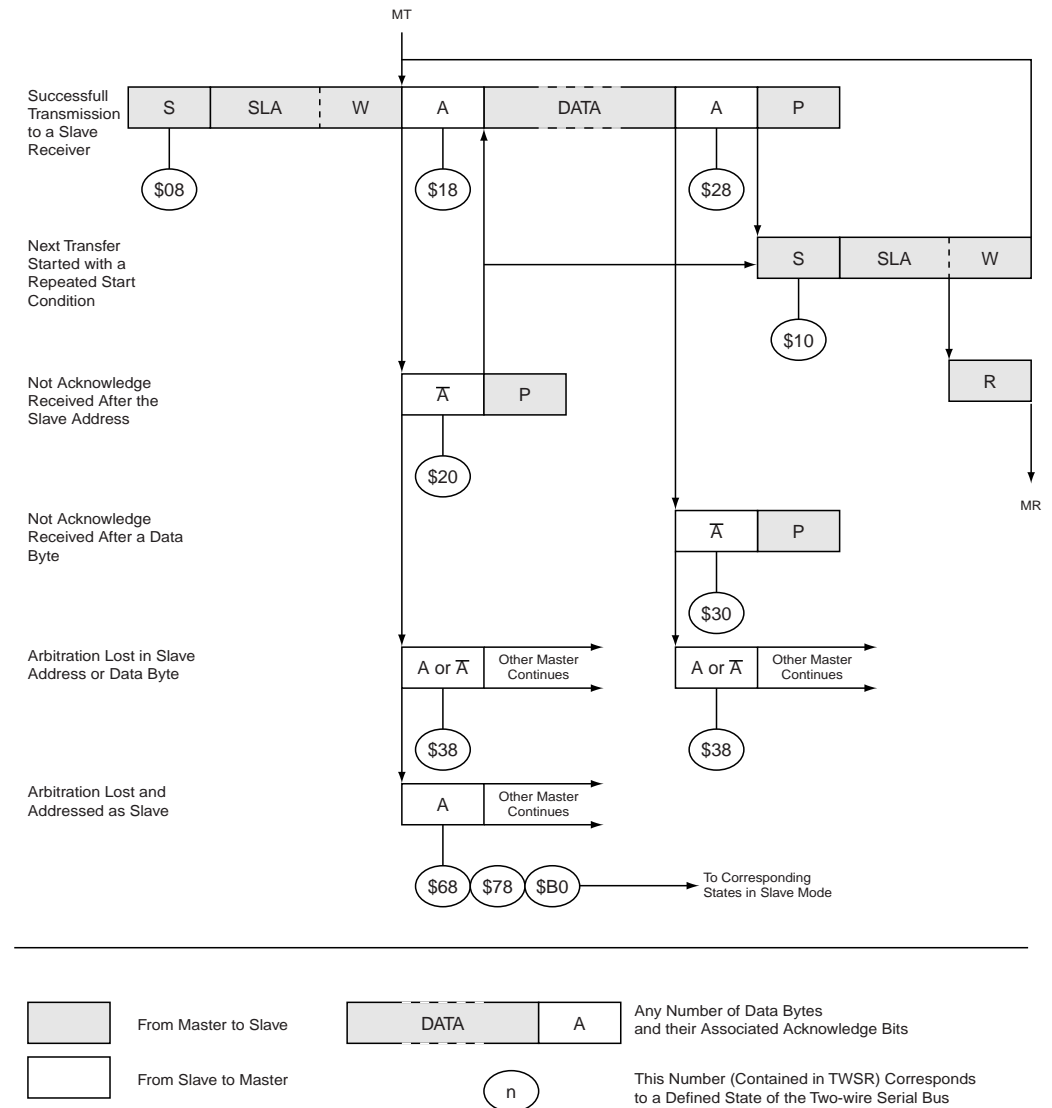 MT
Successfull
Transmission
to a Slave
Receiver
S SLA W A DATA A P
$08 $18 $28
Next Transfer
Started with a
Repeated Start
Condition
S SLA W
$10
Not Acknowledge
Received After the
Slave Address
A̅ P
R
$20
MR
Not Acknowledge
Received After a Data
Byte
A̅ P
$30
Arbitration Lost in Slave
Address or Data Byte
A or A̅
Other Master
Continues
A or A̅
Other Master
Continues
$38 $38
Arbitration Lost and
Addressed as Slave
A
Other Master
Continues
$68 $78 $B0
To Corresponding
States in Slave Mode
From Master to Slave
DATA A
Any Number of Data Bytes
and their Associated Acknowledge Bits
From Slave to Master
n
This Number (Contained in TWSR) Corresponds
to a Defined State of the Two-wire Serial Bus